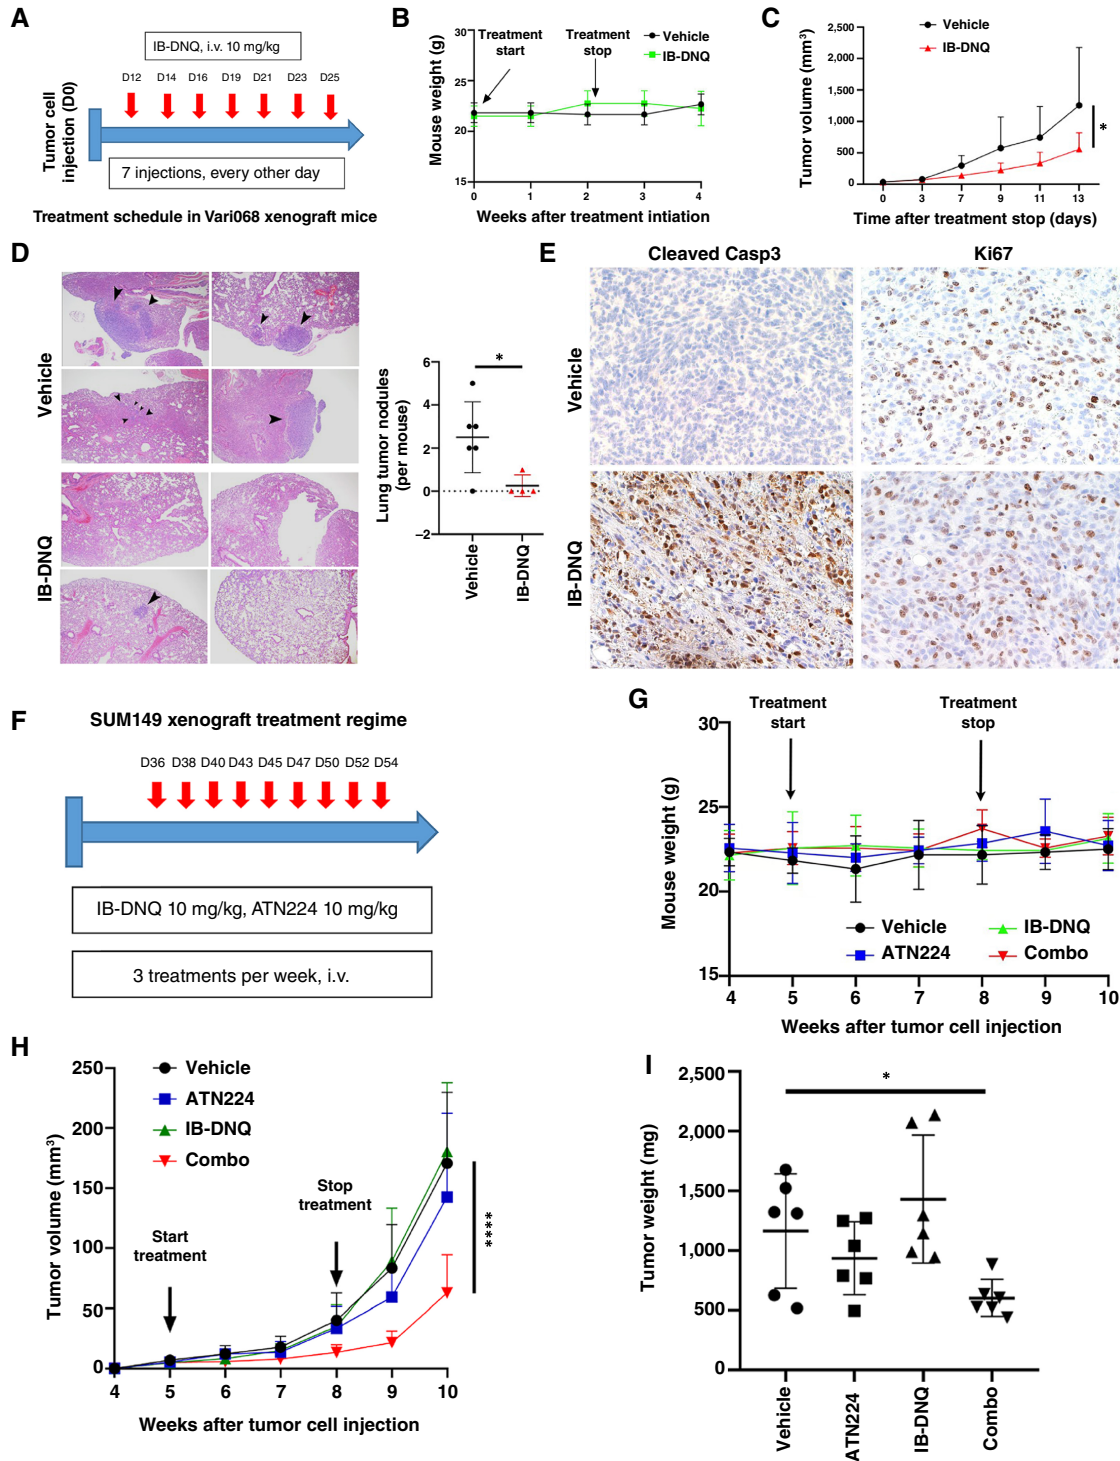 A
IB-DNQ, i.v. 10 mg/kg
D12 D14 D16 D19 D21 D23 D25
Tumor cell
injection (D0)
7 injections, every other day
Treatment schedule in Vari068 xenograft mice
B
Mouse weight (g)
30
25
20
15
Treatment
start
Treatment
stop
Vehicle
IB-DNQ
0 1 2 3 4
Weeks after treatment intiation
C
Tumor volume (mm³)
2,500
2,000
1,500
1,000
500
0
Vehicle
IB-DNQ
*
0 3 7 9 11 13
Time after treatment stop (days)
D
Vehicle
IB-DNQ
Lung tumor nodules
(per mouse)
6
4
2
0
–2
*
Vehicle
IB-DNQ
E
Cleaved Casp3
Ki67
Vehicle
IB-DNQ
F
SUM149 xenograft treatment regime
D36 D38 D40 D43 D45 D47 D50 D52 D54
IB-DNQ 10 mg/kg, ATN224 10 mg/kg
3 treatments per week, i.v.
G
Mouse weight (g)
30
25
20
15
Treatment
start
Treatment
stop
Vehicle
IB-DNQ
ATN224
Combo
4 5 6 7 8 9 10
Weeks after tumor cell injection
H
Tumor volume (mm³)
250
200
150
100
50
0
Vehicle
ATN224
IB-DNQ
Combo
Start
treatment
Stop
treatment
****
4 5 6 7 8 9 10
Weeks after tumor cell injection
I
Tumor weight (mg)
2,500
2,000
1,500
1,000
500
0
*
Vehicle
ATN224
IB-DNQ
Combo